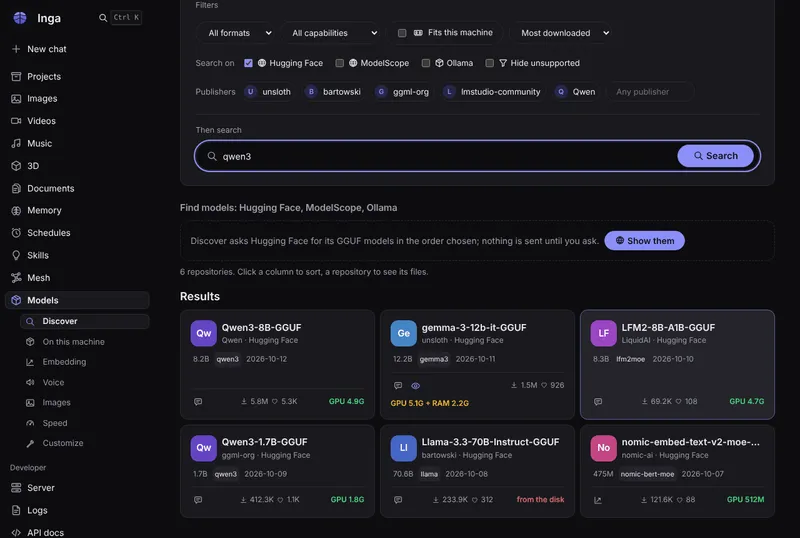 Inga
Ctrl K
New chat
Projects
Images
Videos
Music
3D
Documents
Memory
Schedules
Skills
Mesh
Models
Discover
On this machine
Embedding
Voice
Images
Speed
Customize
Developer
Server
Logs
API docs
Filters
All formats All capabilities Fits this machine Most downloaded
Search on Hugging Face ModelScope Ollama Hide unsupported
Publishers U unsloth B bartowski G ggml-org L lmstudio-community Q Qwen Any publisher
Then search
qwen3 Search
Find models: Hugging Face, ModelScope, Ollama
Discover asks Hugging Face for its GGUF models in the order chosen; nothing is sent until you ask. Show them
6 repositories. Click a column to sort, a repository to see its files.
Results
Qw
Qwen3-8B-GGUF
Qwen · Hugging Face
8.2B qwen3 2026-10-12
5.8M 5.3K GPU 4.9G
Ge
gemma-3-12b-it-GGUF
unsloth · Hugging Face
12.2B gemma3 2026-10-11
1.5M 926
GPU 5.1G + RAM 2.2G
LF
LFM2-8B-A1B-GGUF
LiquidAI · Hugging Face
8.3B lfm2moe 2026-10-10
69.2K 108 GPU 4.7G
Qw
Qwen3-1.7B-GGUF
ggml-org · Hugging Face
1.7B qwen3 2026-10-09
412.3K 1.1K GPU 1.8G
Ll
Llama-3.3-70B-Instruct-GGUF
bartowski · Hugging Face
70.6B llama 2026-10-08
233.9K 312 from the disk
No
nomic-embed-text-v2-moe-...
nomic-ai · Hugging Face
475M nomic-bert-moe 2026-10-07
121.6K 88 GPU 512M